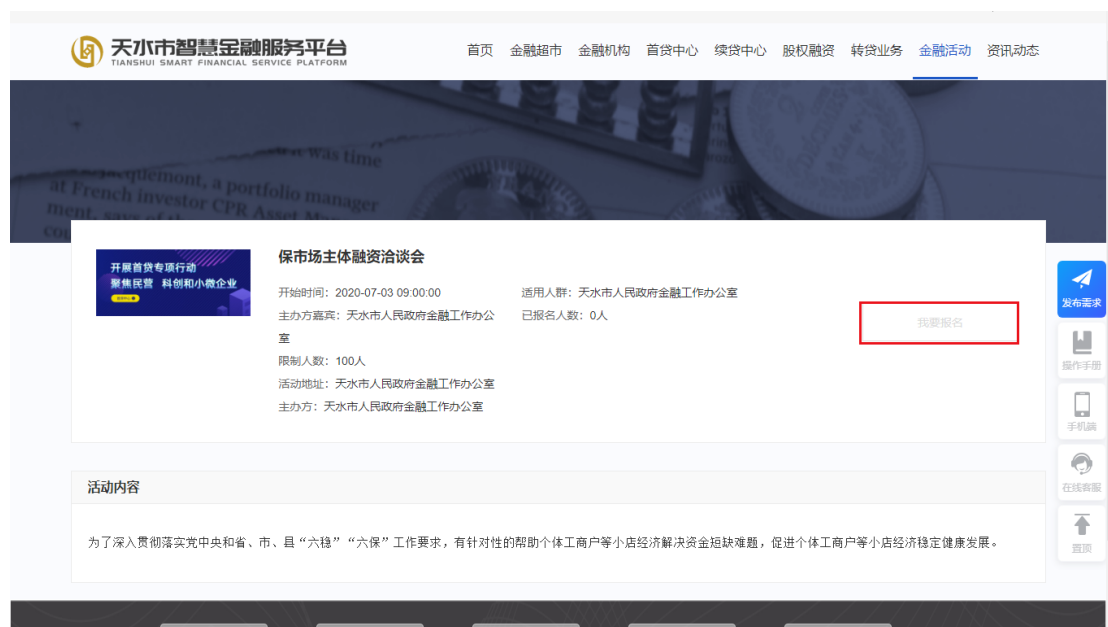 天水市智慧金融服务平台
TIANSHUI SMART FINANCIAL SERVICE PLATFORM
首页 金融超市 金融机构 首贷中心 续贷中心 股权融资 转贷业务 金融活动 资讯动态
was time
acquemont, a portfolio manager
at French investor CPR Asset
ment, says of
开展首贷专项行动
聚焦民营 科创和小微企业
保市场主体融资洽谈会
开始时间：2020-07-03 09:00:00 适用人群：天水市人民政府金融工作办公室
主办方嘉宾：天水市人民政府金融工作办公 已报名人数：0人
室
限制人数：100人
活动地址：天水市人民政府金融工作办公室
主办方：天水市人民政府金融工作办公室
我要报名
发布需求
操作手册
手机端
在线客服
置顶
活动内容
为了深入贯彻落实党中央和省、市、县“六稳”“六保”工作要求，有针对性的帮助个体工商户等小店经济解决资金短缺难题，促进个体工商户等小店经济稳定健康发展。